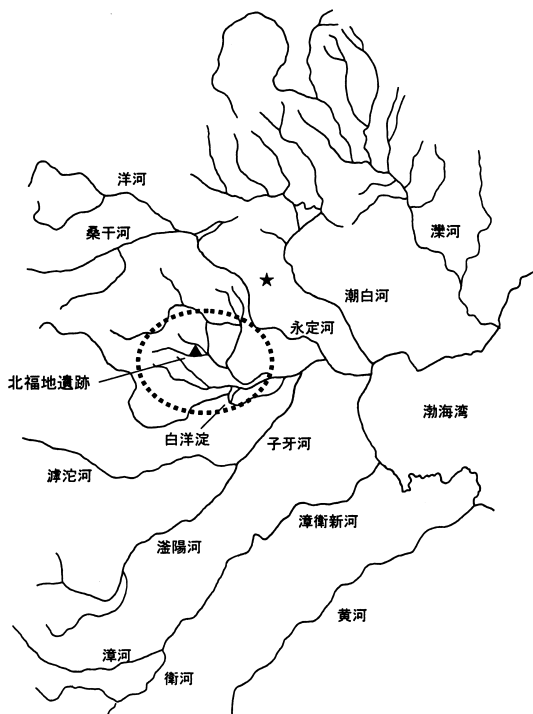 洋河
桑干河
灤河
潮白河
永定河
北福地遺跡
渤海湾
白洋淀
子牙河
滹沱河
漳衛新河
滏陽河
黄河
漳河
衛河